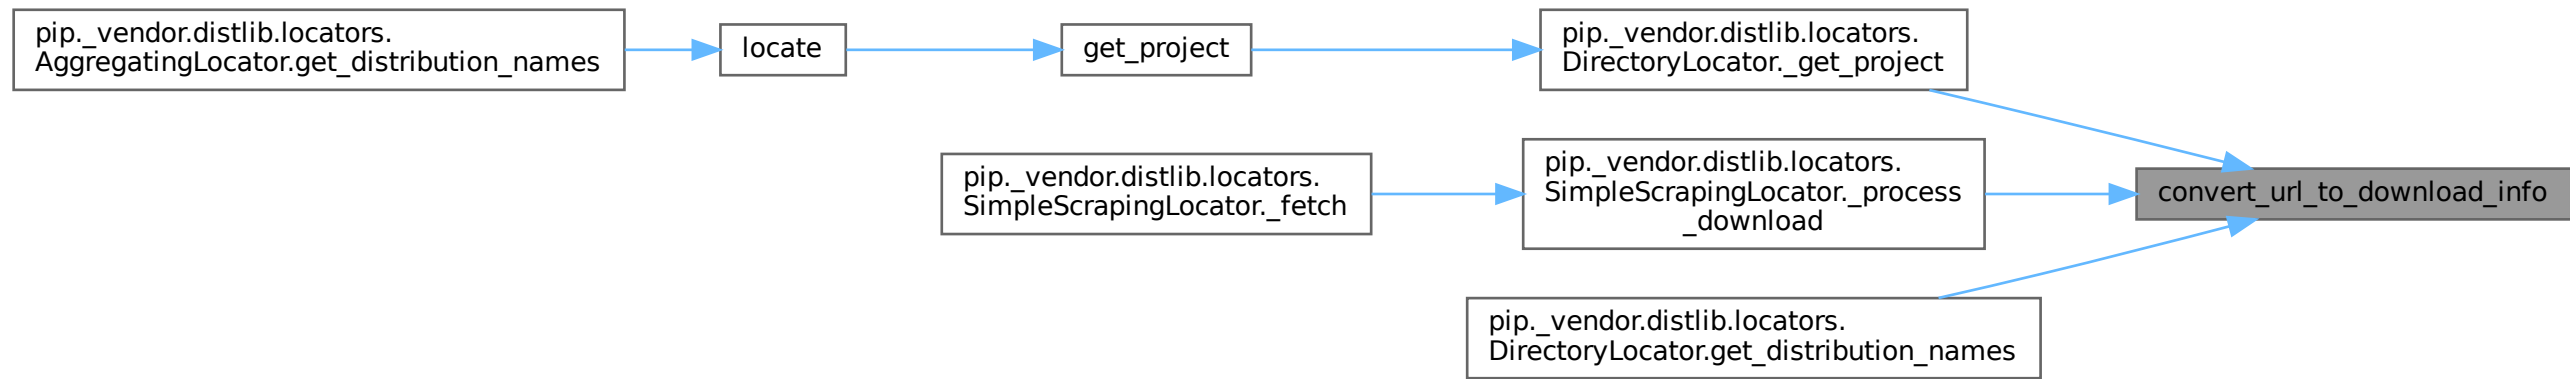 pip._vendor.distlib.locators.
AggregatingLocator.get_distribution_names
locate
get_project
pip._vendor.distlib.locators.
DirectoryLocator._get_project
pip._vendor.distlib.locators.
SimpleScrapingLocator._fetch
pip._vendor.distlib.locators.
SimpleScrapingLocator._process
_download
convert_url_to_download_info
pip._vendor.distlib.locators.
DirectoryLocator.get_distribution_names